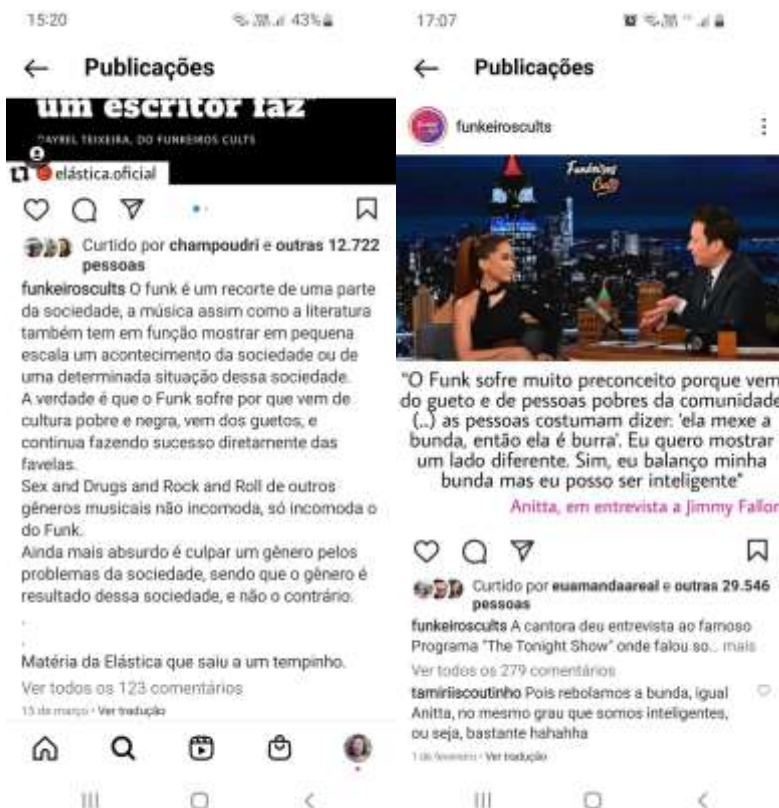 15:20
43%
Publicações
um escritor faz"
DAYREL TEIXEIRA, DO FUNKEIROS CULTS
elástica.oficial
Curtido por champoudri e outras 12.722
pessoas
funkeiroscults O funk é um recorte de uma parte
da sociedade, a música assim como a literatura
também tem em função mostrar em pequena
escala um acontecimento da sociedade ou de
uma determinada situação dessa sociedade.
A verdade é que o Funk sofre por que vem de
cultura pobre e negra, vem dos guetos, e
continua fazendo sucesso diretamente das
favelas.
Sex and Drugs and Rock and Roll de outros
gêneros musicais não incomoda, só incomoda o
do Funk.
Ainda mais absurdo é culpar um gênero pelos
problemas da sociedade, sendo que o gênero é
resultado dessa sociedade, e não o contrário.
.
.
Matéria da Elástica que saiu a um tempinho.
Ver todos os 123 comentários
15 de março · Ver tradução
17:07
Publicações
funkeiroscults
Funkeiros
Cults
"O Funk sofre muito preconceito porque vem
do gueto e de pessoas pobres da comunidade
(..) as pessoas costumam dizer: 'ela mexe a
bunda, então ela é burra'. Eu quero mostrar
um lado diferente. Sim, eu balanço minha
bunda mas eu posso ser inteligente"
Anitta, em entrevista a Jimmy Fallon
Curtido por euamandaareal e outras 29.546
pessoas
funkeiroscults A cantora deu entrevista ao famoso
Programa "The Tonight Show" onde falou so... mais
Ver todos os 279 comentários
tamiriiscoutinho Pois rebolamos a bunda, igual
Anitta, no mesmo grau que somos inteligentes,
ou seja, bastante hahahha
1 de fevereiro · Ver tradução